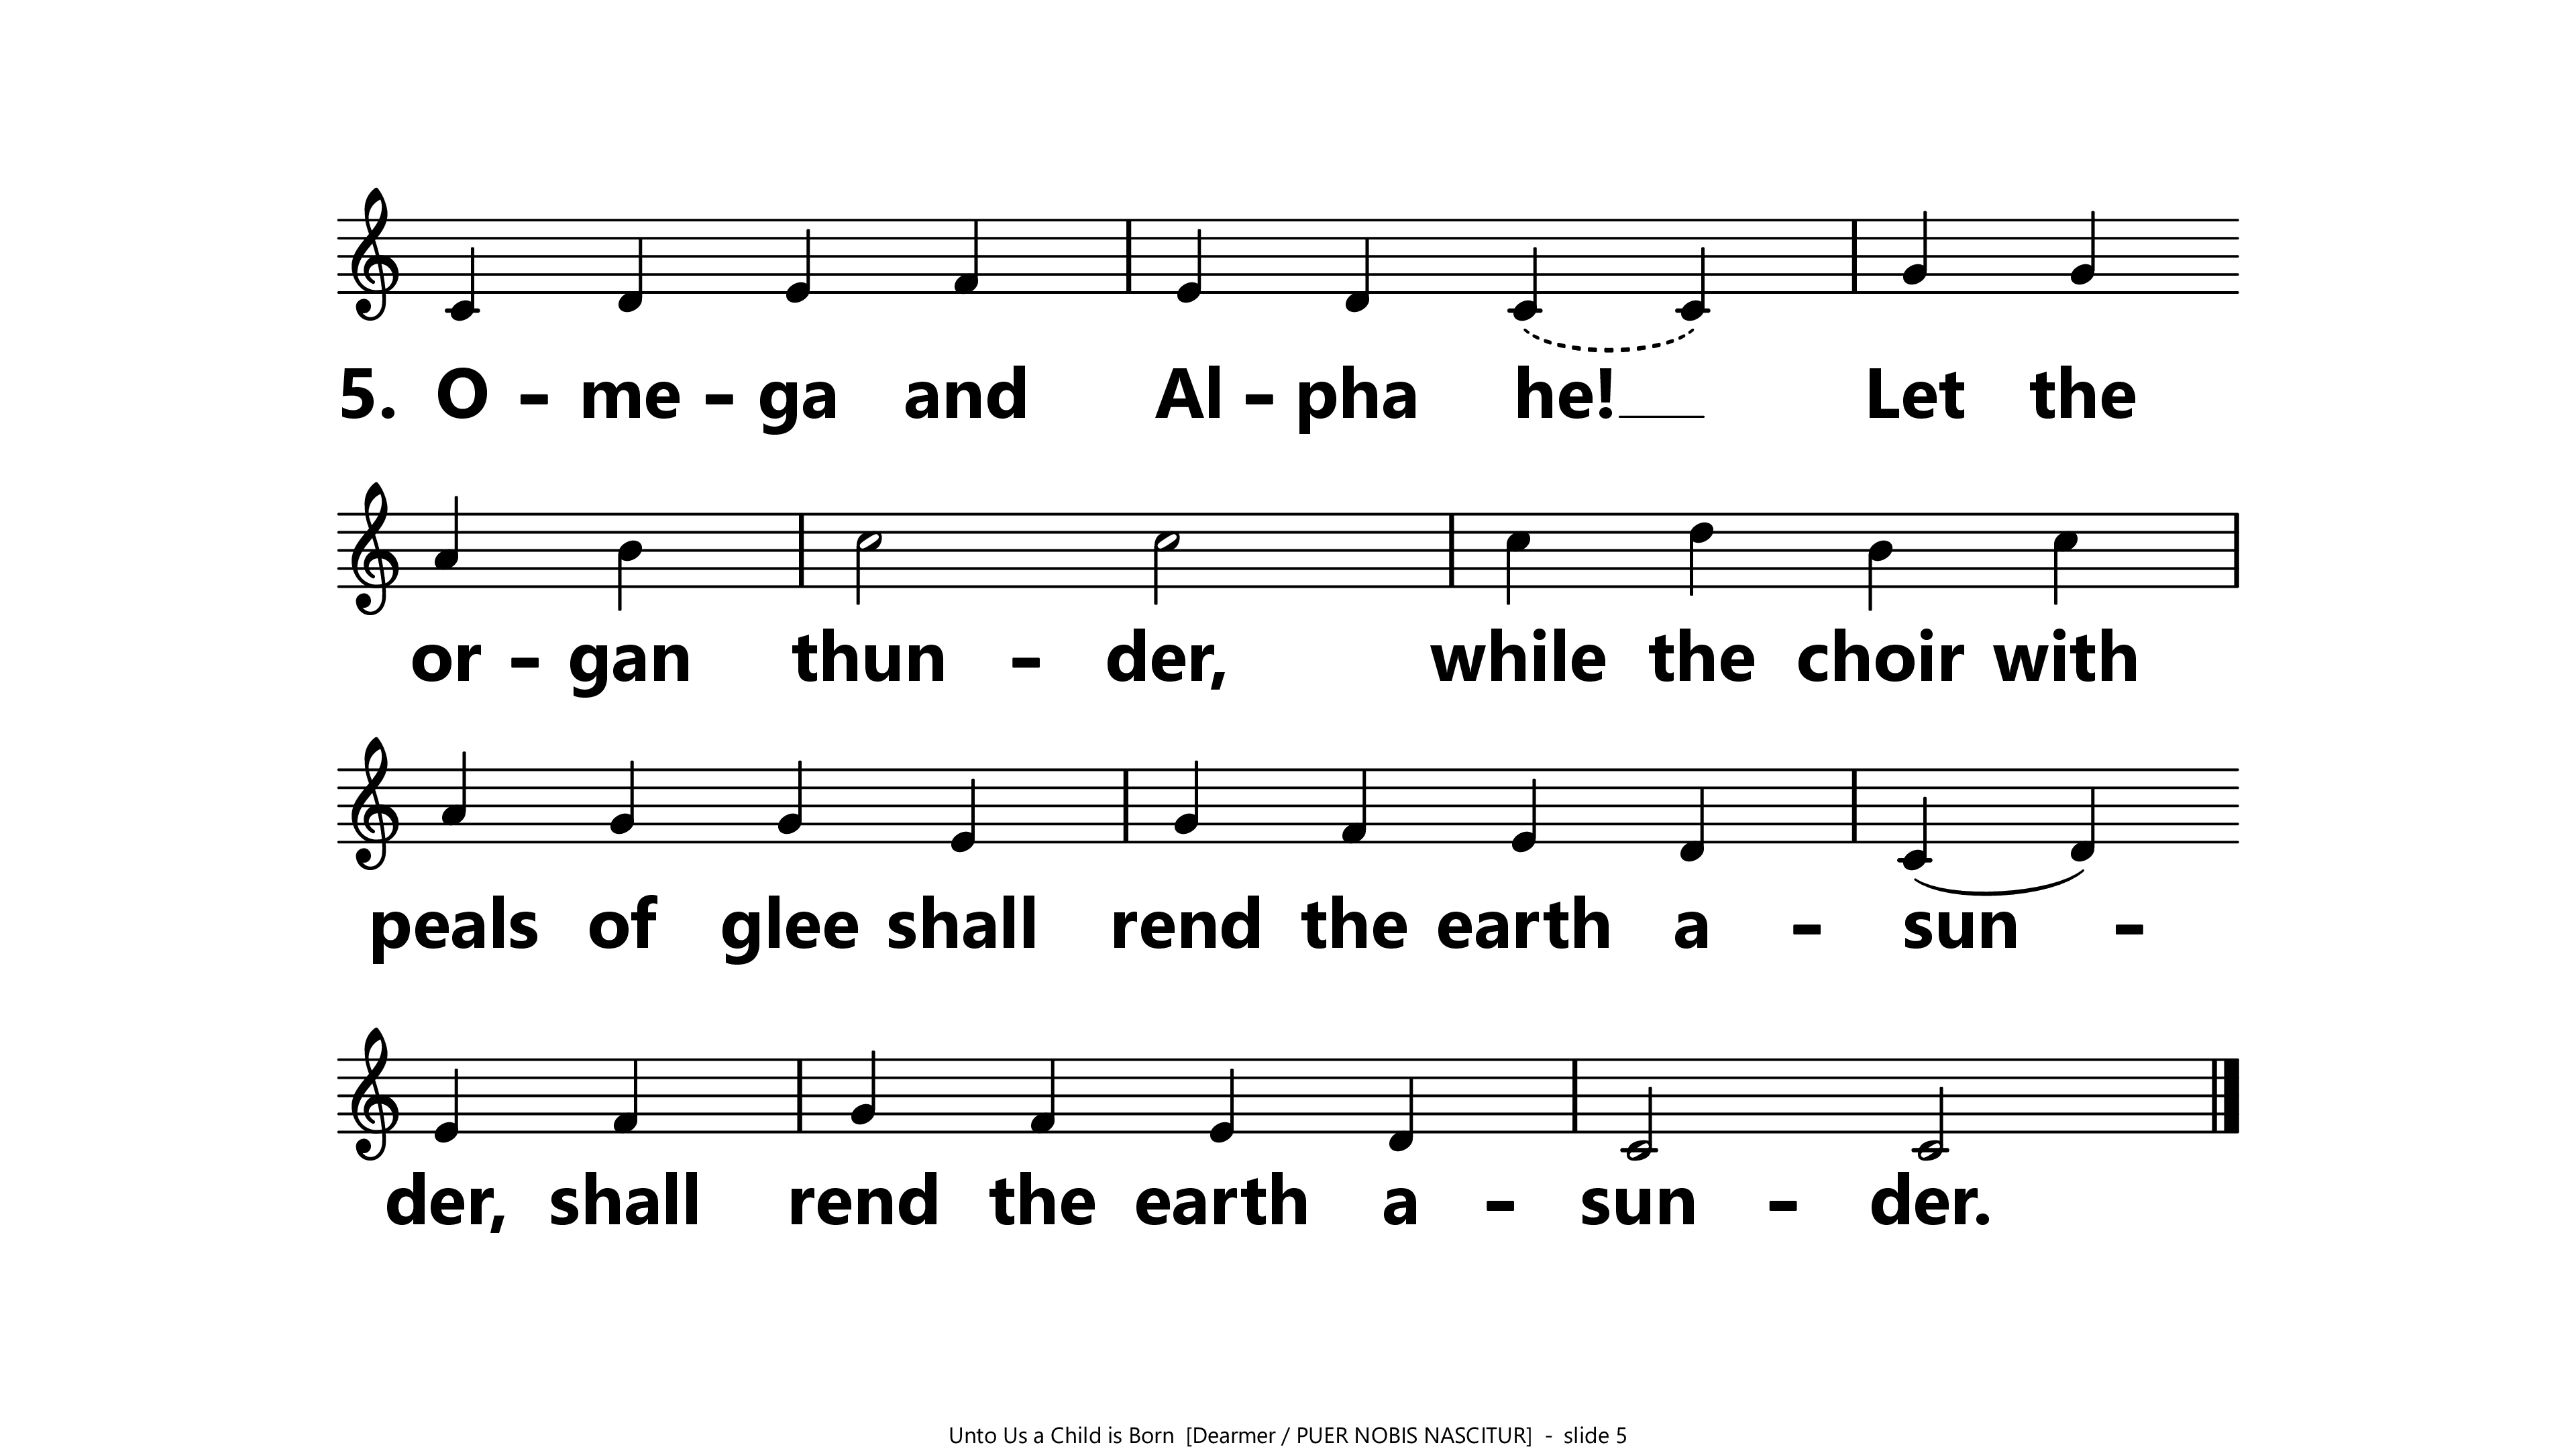 5. O - me - ga and Al - pha he!___ Let the
or - gan thun - der, while the choir with
peals of glee shall rend the earth a - sun -
der, shall rend the earth a - sun - der.
Unto Us a Child is Born [Dearmer / PUER NOBIS NASCITUR] - slide 5